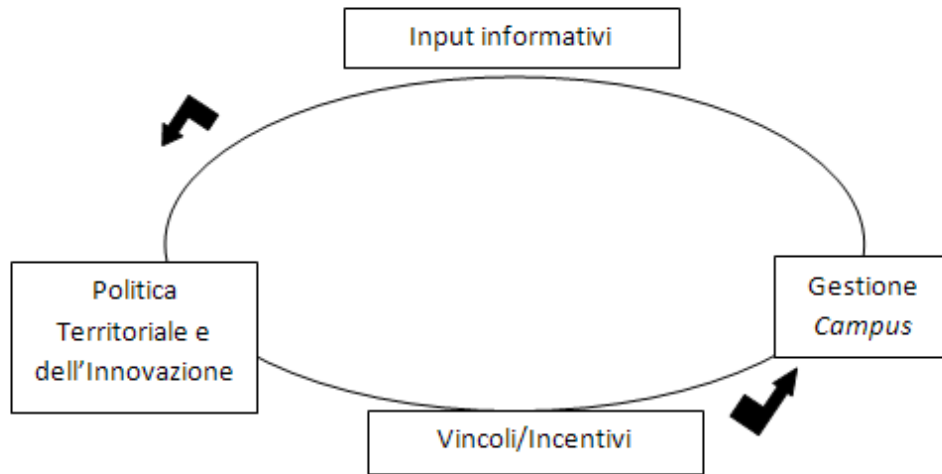 Input informativi
Politica
Territoriale e
dell'Innovazione
Gestione
Campus
Vincoli/Incentivi